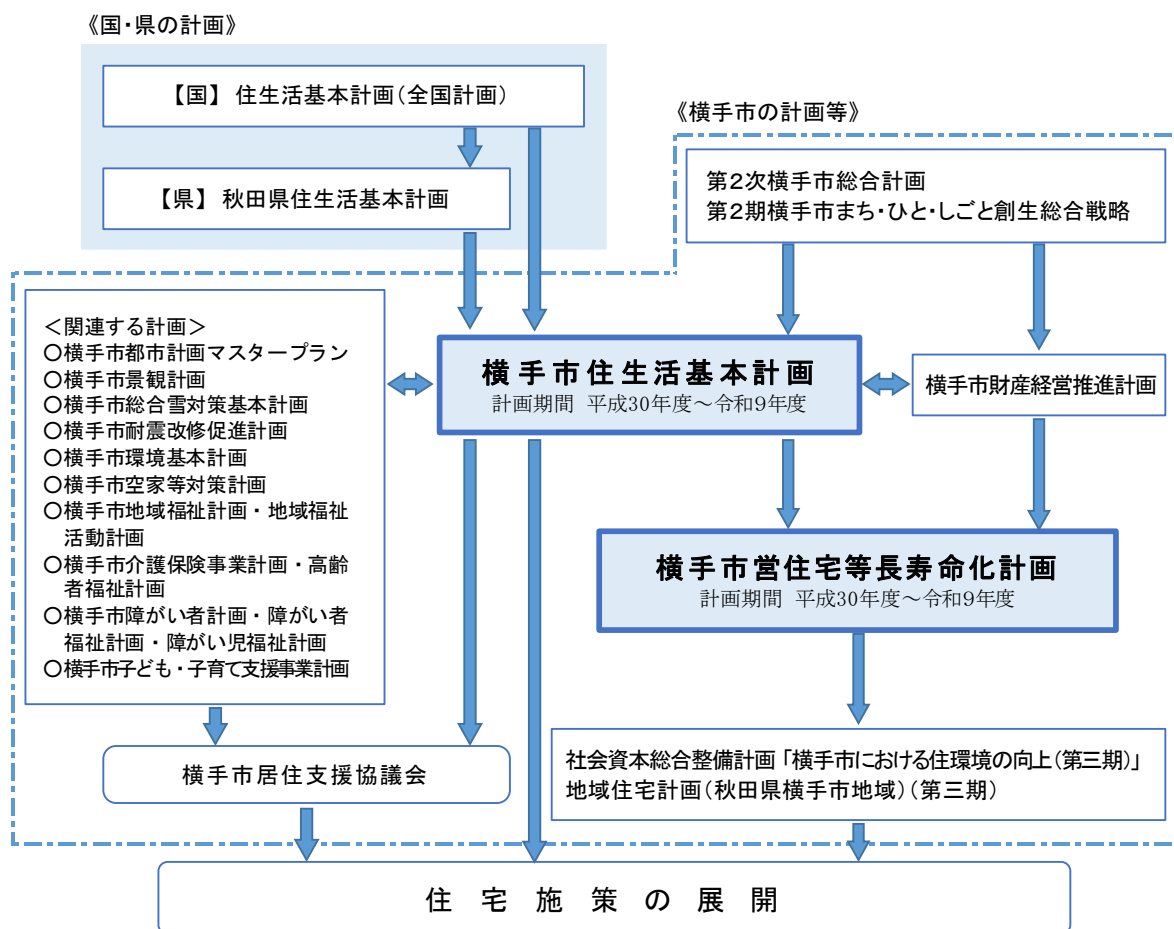 《国・県の計画》
【国】 住生活基本計画（全国計画）
【県】 秋田県住生活基本計画
《横手市の計画等》
第２次横手市総合計画
第２期横手市まち・ひと・しごと創生総合戦略
＜関連する計画＞
○横手市都市計画マスタープラン
○横手市景観計画
○横手市総合雪対策基本計画
○横手市耐震改修促進計画
○横手市環境基本計画
○横手市空家等対策計画
○横手市地域福祉計画・地域福祉
活動計画
○横手市介護保険事業計画・高齢
者福祉計画
○横手市障がい者計画・障がい者
福祉計画・障がい児福祉計画
○横手市子ども・子育て支援事業計画
横手市住生活基本計画
計画期間 平成30年度～令和9年度
横手市財産経営推進計画
横手市営住宅等長寿命化計画
計画期間 平成30年度～令和9年度
横手市居住支援協議会
社会資本総合整備計画「横手市における住環境の向上（第三期）」
地域住宅計画（秋田県横手市地域）（第三期）
住宅施策の展開